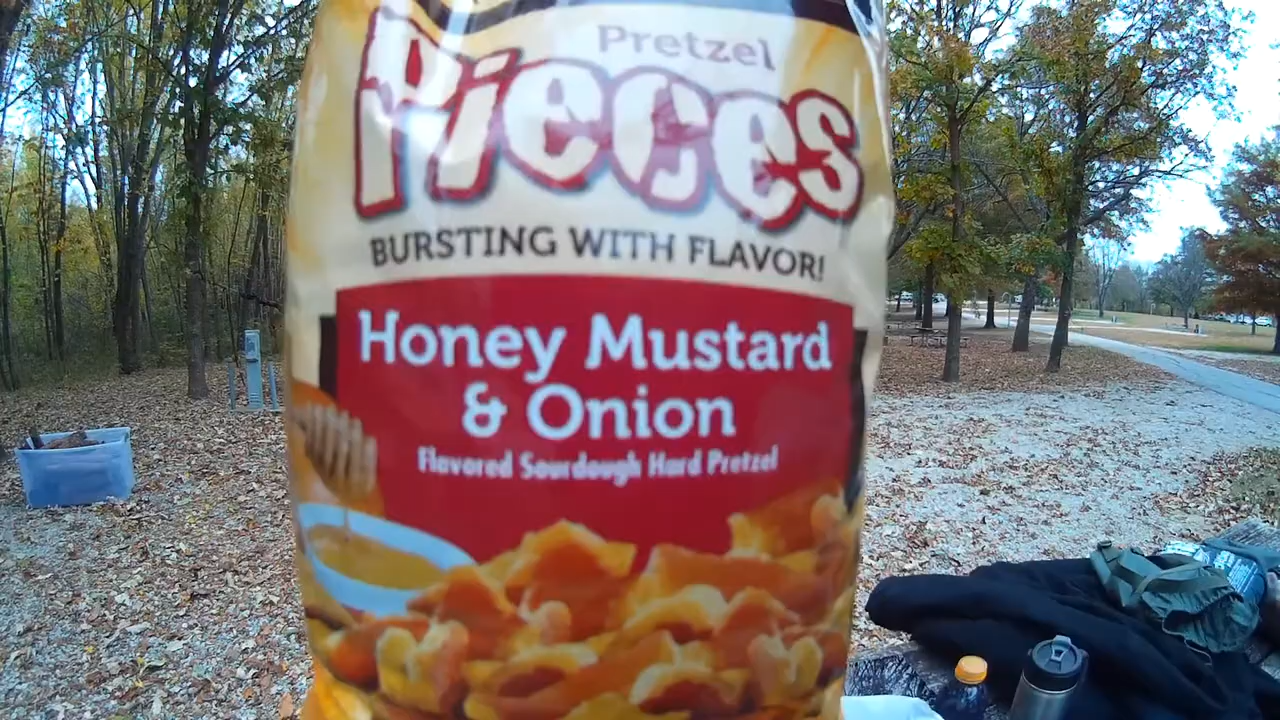 Pretzel
Pieces
BURSTING WITH FLAVOR!
Honey Mustard
& Onion
Flavored Sourdough Hard Pretzel